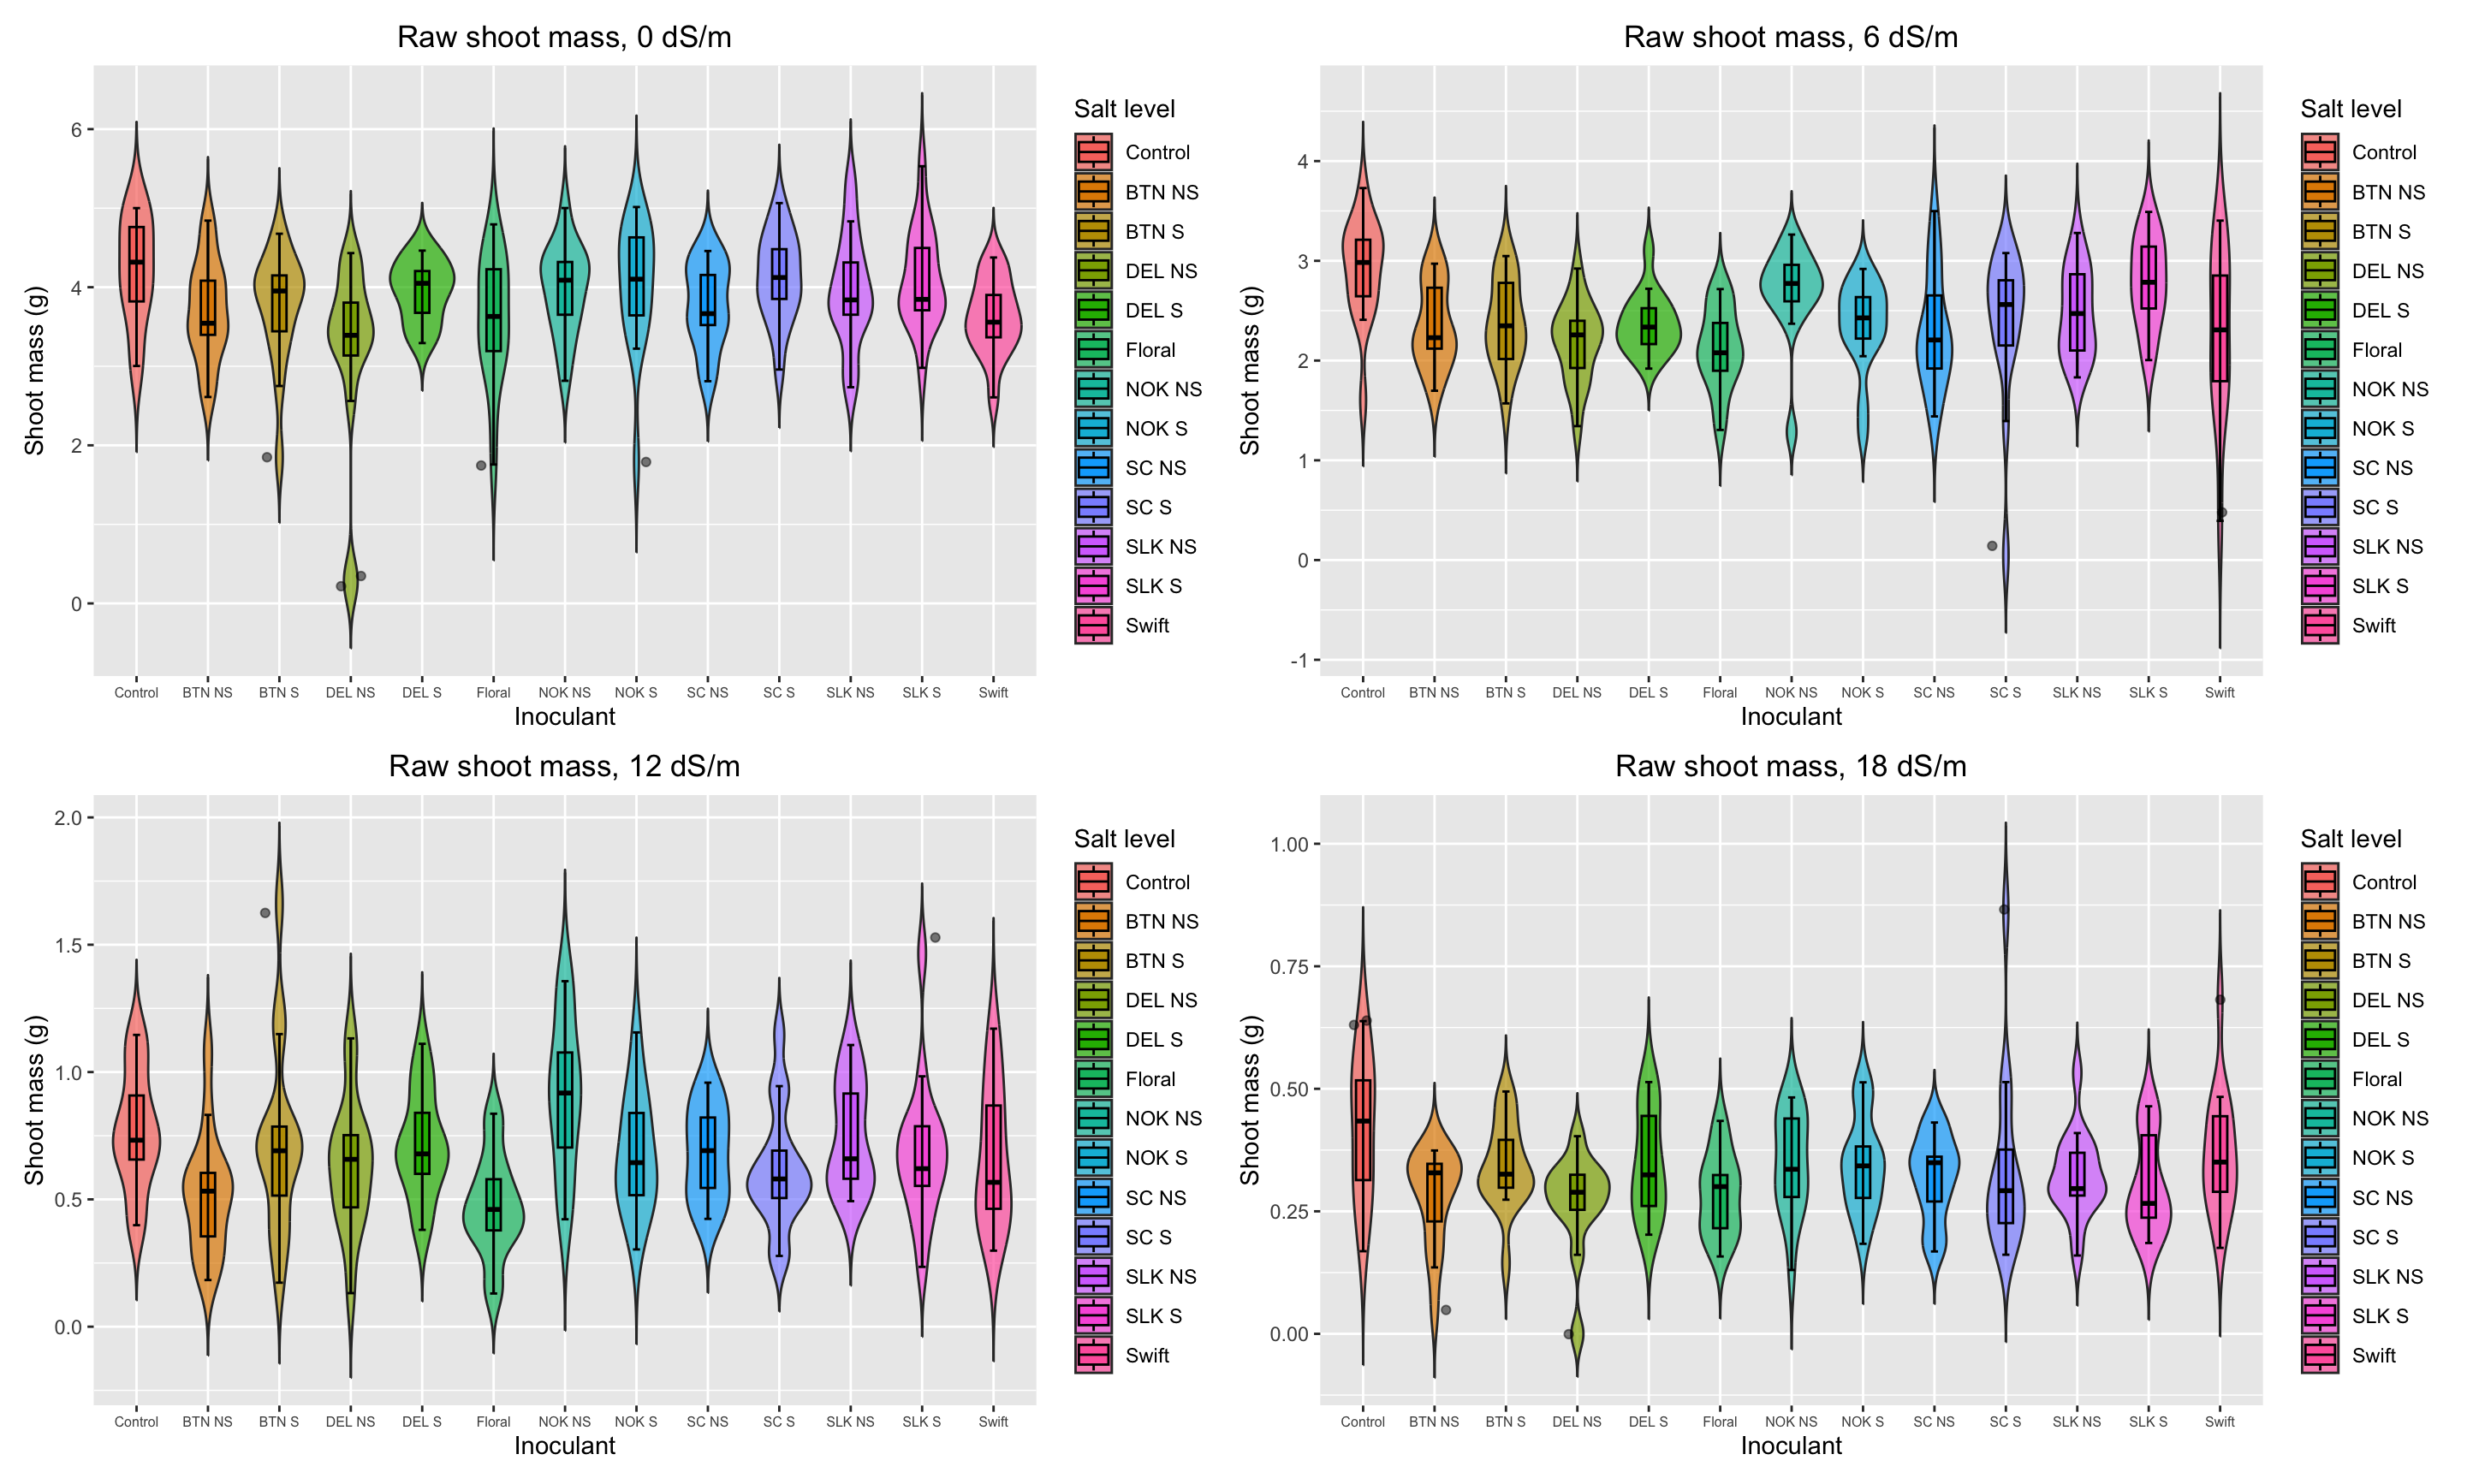 Raw shoot mass, 0 dS/m
Shoot mass (g)
6
4
2
0
Control BTN NS BTN S DEL NS DEL S Floral NOK NS NOK S SC NS SC S SLK NS SLK S Swift
Inoculant
Salt level
Control
BTN NS
BTN S
DEL NS
DEL S
Floral
NOK NS
NOK S
SC NS
SC S
SLK NS
SLK S
Swift
Raw shoot mass, 6 dS/m
Shoot mass (g)
4
3
2
1
0
-1
Control BTN NS BTN S DEL NS DEL S Floral NOK NS NOK S SC NS SC S SLK NS SLK S Swift
Inoculant
Salt level
Control
BTN NS
BTN S
DEL NS
DEL S
Floral
NOK NS
NOK S
SC NS
SC S
SLK NS
SLK S
Swift
Raw shoot mass, 12 dS/m
Shoot mass (g)
2.0
1.5
1.0
0.5
0.0
Control BTN NS BTN S DEL NS DEL S Floral NOK NS NOK S SC NS SC S SLK NS SLK S Swift
Inoculant
Salt level
Control
BTN NS
BTN S
DEL NS
DEL S
Floral
NOK NS
NOK S
SC NS
SC S
SLK NS
SLK S
Swift
Raw shoot mass, 18 dS/m
Shoot mass (g)
1.00
0.75
0.50
0.25
0.00
Control BTN NS BTN S DEL NS DEL S Floral NOK NS NOK S SC NS SC S SLK NS SLK S Swift
Inoculant
Salt level
Control
BTN NS
BTN S
DEL NS
DEL S
Floral
NOK NS
NOK S
SC NS
SC S
SLK NS
SLK S
Swift